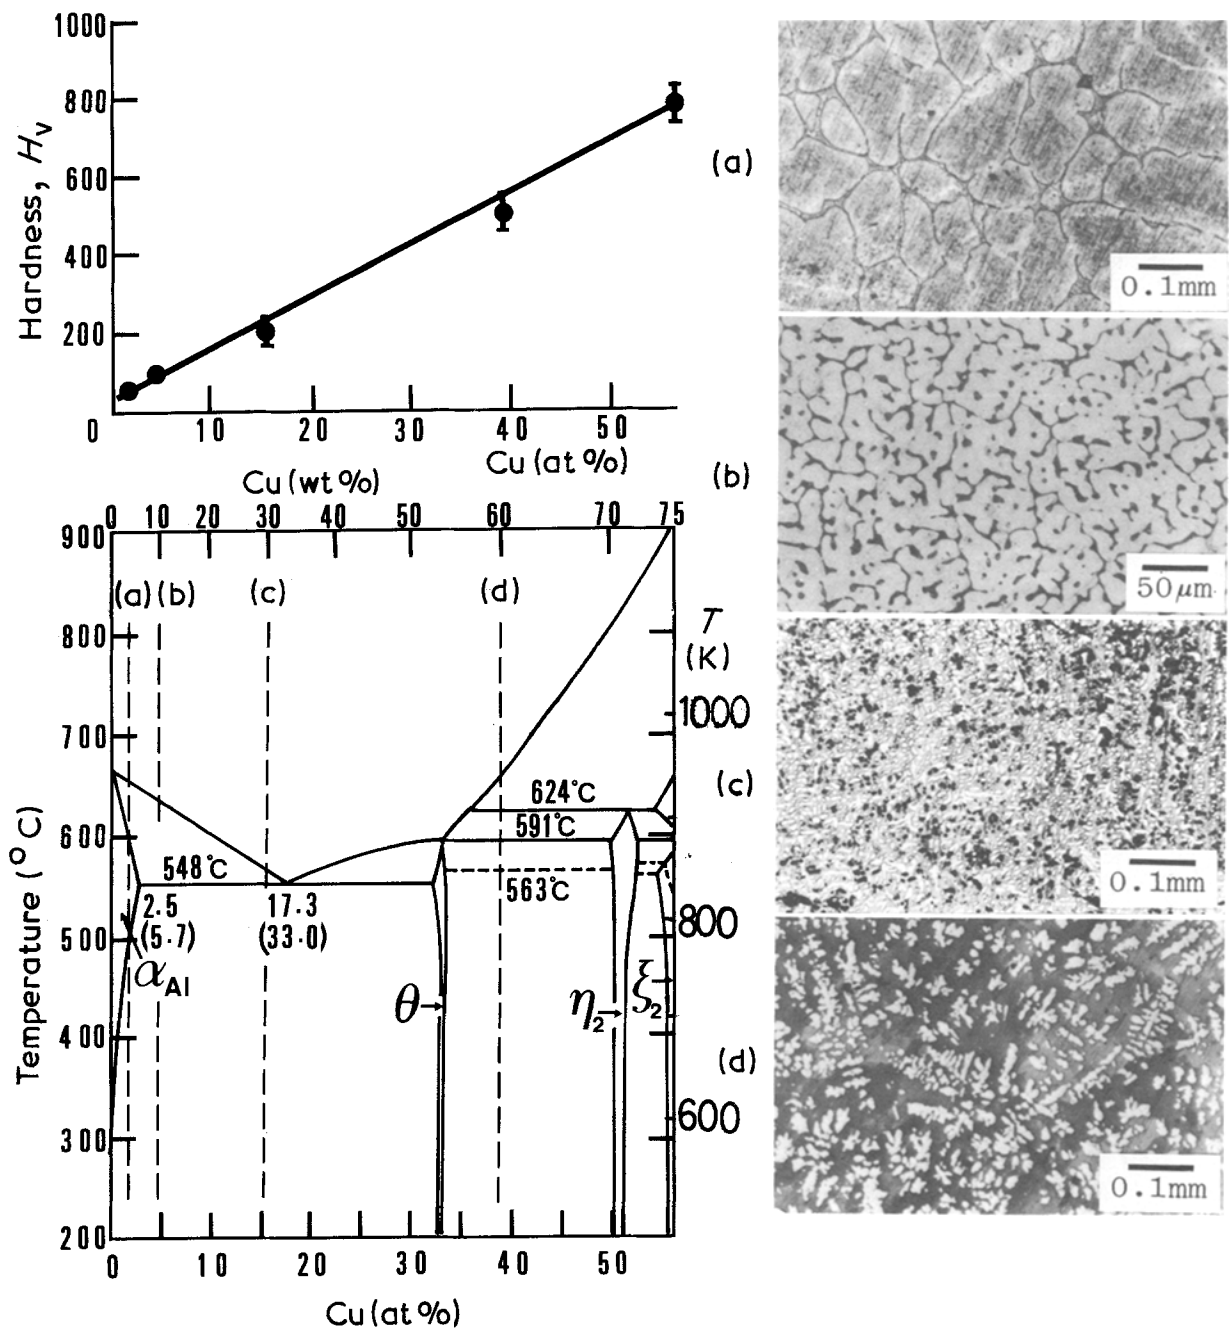 1000
800
600
400
200
Hardness, Hv
0 10 20 30 40 50
Cu (at %)
Cu (wt %)
0 5 10 20 30 40 50 60 70 75
900
800
700
600
500
400
300
200
Temperature (°C)
(a) (b) (c) (d)
T
(K)
1000
800
600
624°C
591°C
548°C
563°C
2.5
(5.7)
17.3
(33.0)
αAl
θ
η2
ζ2
0 10 20 30 40 50
Cu (at %)
(a)
0.1mm
(b)
50μm
(c)
0.1mm
(d)
0.1mm